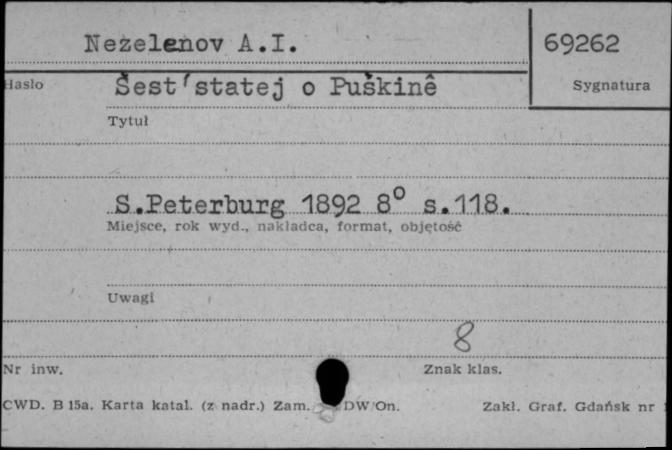 Nezelenov A.I.
69262
Hasło
Šest'statej o Puškinê
Sygnatura
Tytuł
S.Peterburg 1892 8° s.118.
Miejsce, rok wyd., nakładca, format, objętość
Uwagi
8
Nr inw.
Znak klas.
CWD. B 15a. Karta katal. (z nadr.) Zam. DW/On.
Zakł. Graf. Gdańsk nr